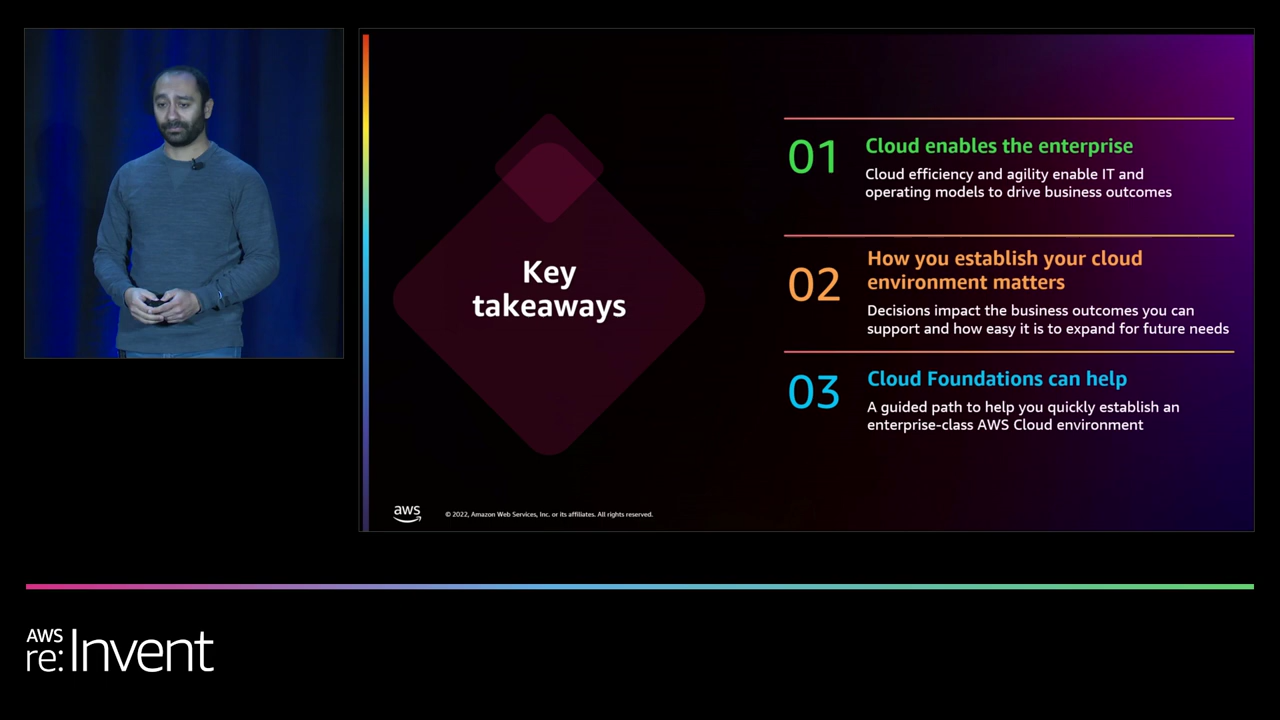 Key
takeaways
01
Cloud enables the enterprise
Cloud efficiency and agility enable IT and
operating models to drive business outcomes
02
How you establish your cloud
environment matters
Decisions impact the business outcomes you can
support and how easy it is to expand for future needs
03
Cloud Foundations can help
A guided path to help you quickly establish an
enterprise-class AWS Cloud environment
aws
© 2022, Amazon Web Services, Inc. or its affiliates. All rights reserved.
AWS
re:Invent